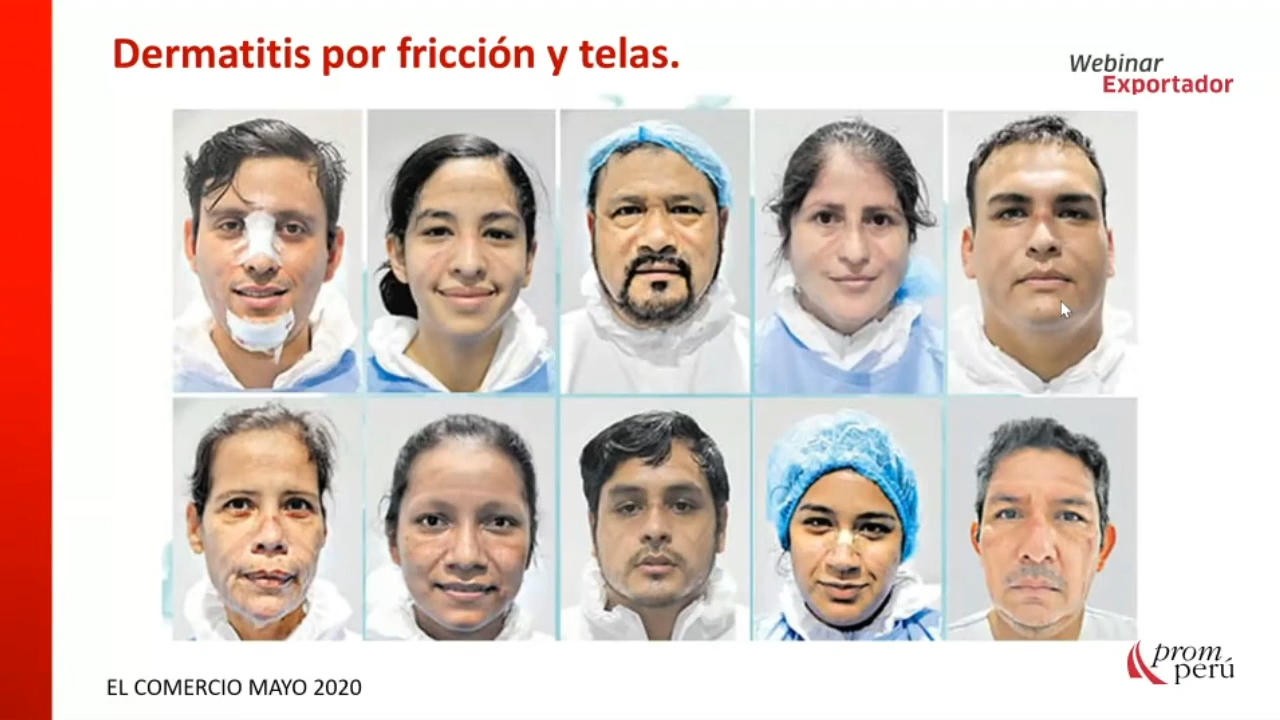 Dermatitis por fricción y telas.
Webinar
Exportador
EL COMERCIO MAYO 2020
prom
perú